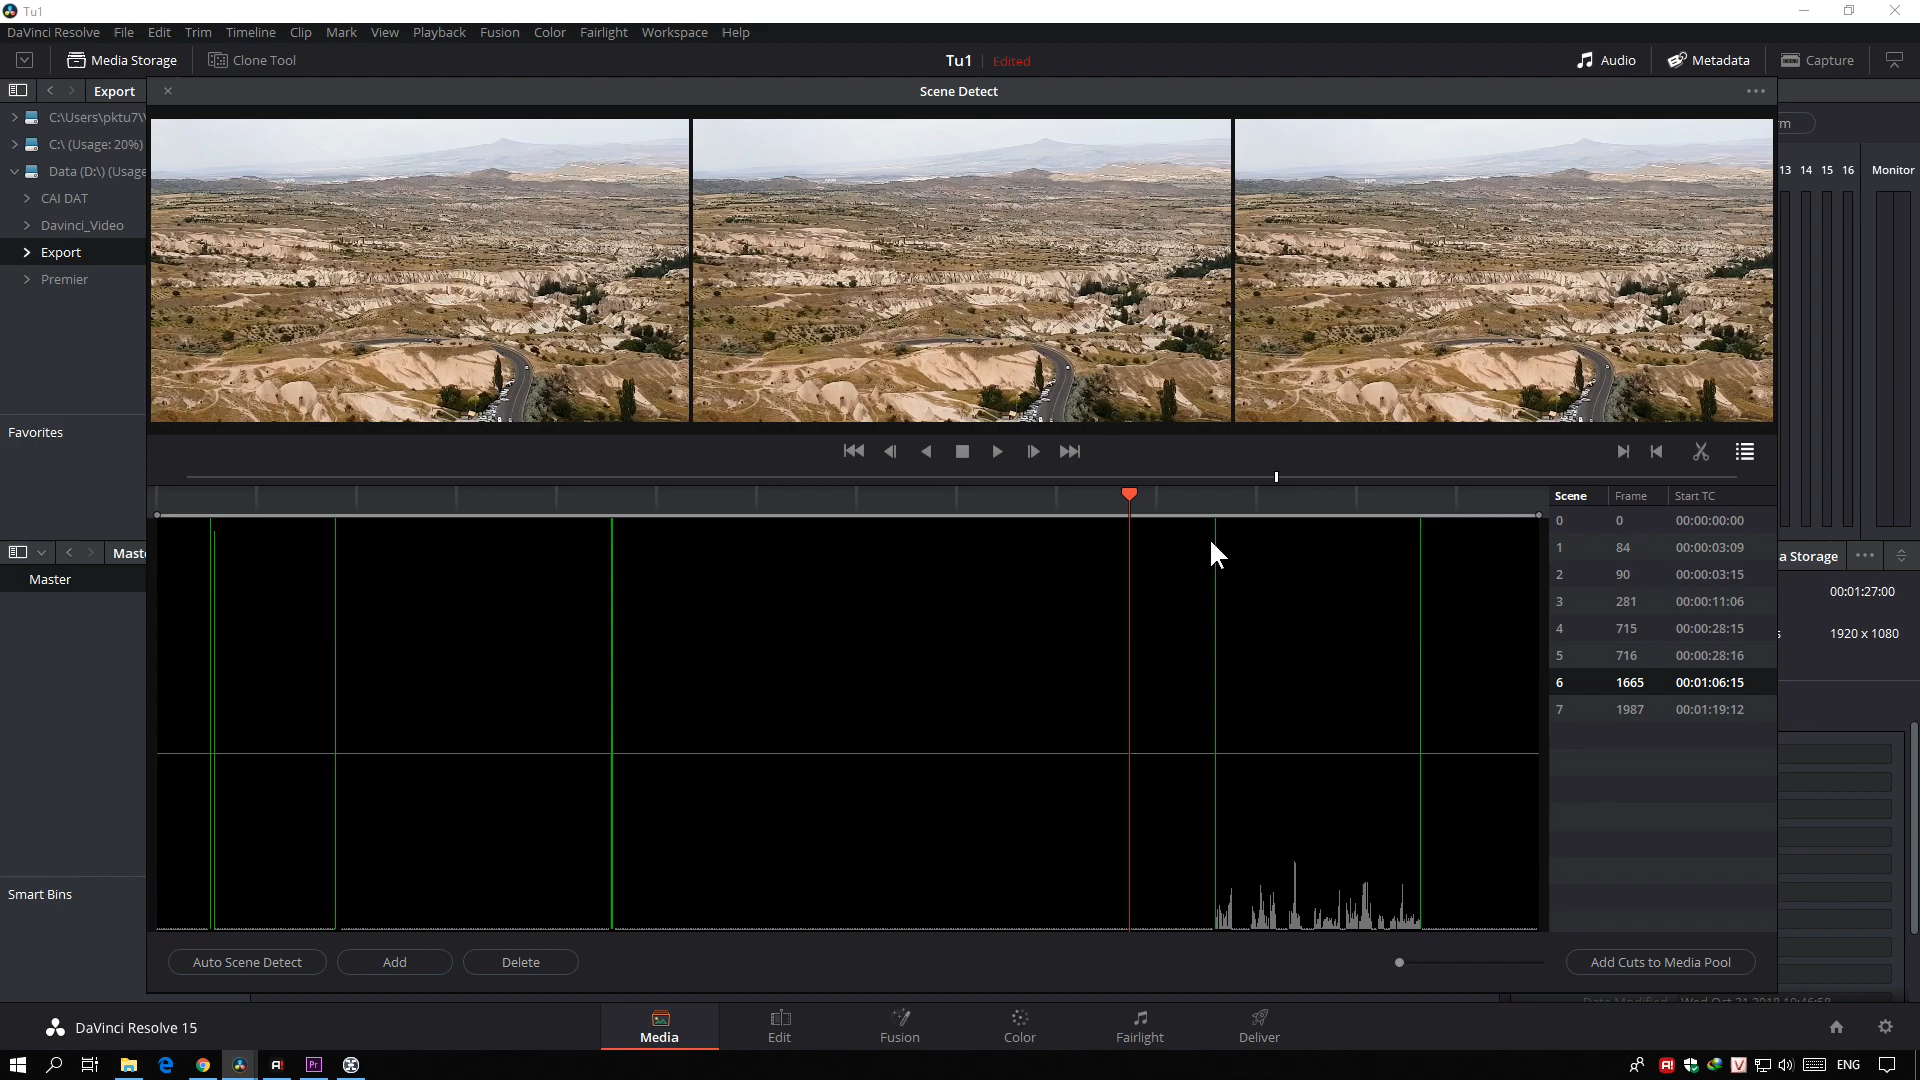 Tu1
DaVinci Resolve File Edit Trim Timeline Clip Mark View Playback Fusion Color Fairlight Workspace Help
Media Storage Clone Tool Tu1 Edited Audio Metadata Capture
Export Scene Detect
C:\Users\pktu7\
C:\ (Usage: 20%)
Data (D:\) (Usage
CAI DAT
Davinci_Video
Export
Premier
13 14 15 16 Monitor
Favorites
Scene Frame Start TC
0 0 00:00:00:00
1 84 00:00:03:09
2 90 00:00:03:15
3 281 00:00:11:06
4 715 00:00:28:15
5 716 00:00:28:16
6 1665 00:01:06:15
7 1987 00:01:19:12
Mast
Master
a Storage
00:01:27:00
s 1920 x 1080
Smart Bins
Auto Scene Detect Add Delete Add Cuts to Media Pool
DaVinci Resolve 15 Media Edit Fusion Color Fairlight Deliver
ENG